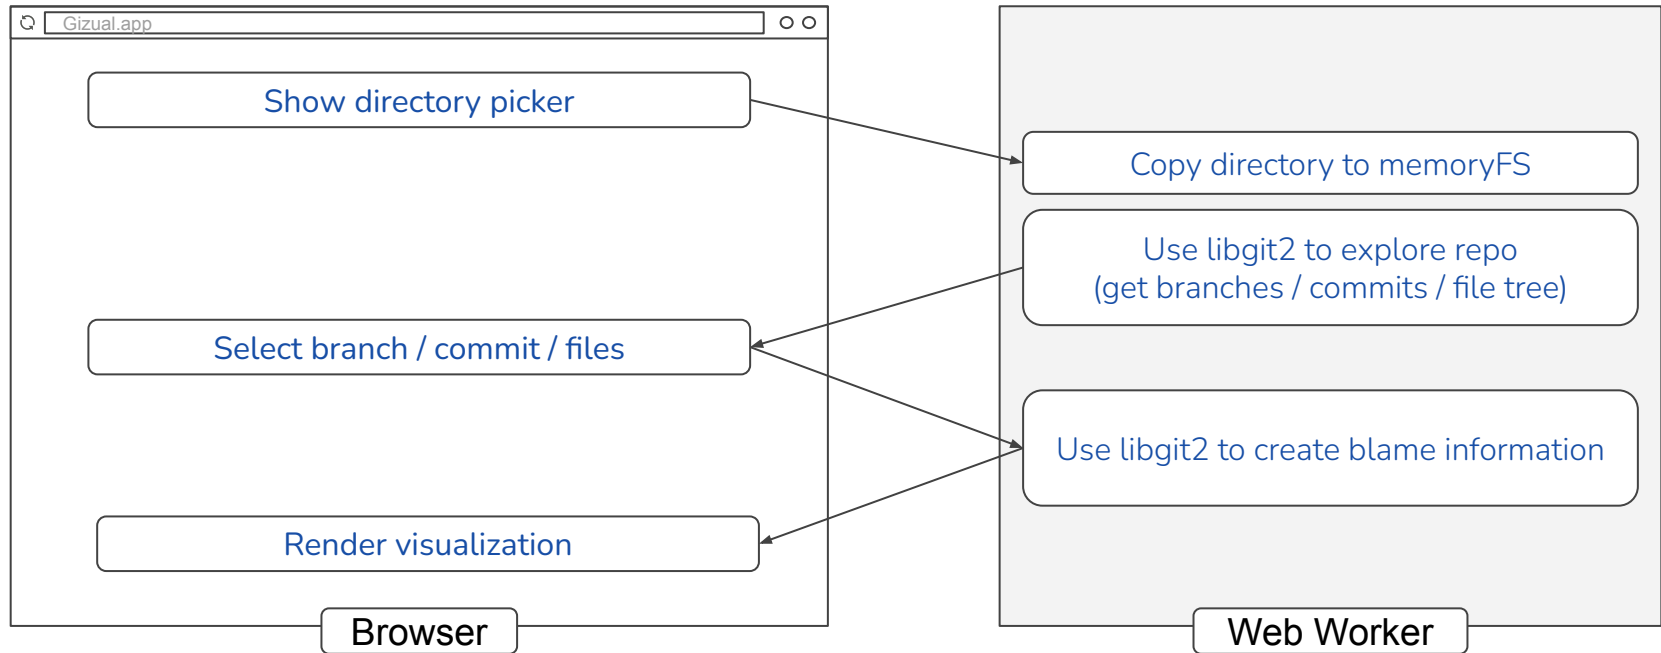 Gizual.app
Show directory picker
Copy directory to memoryFS
Use libgit2 to explore repo
(get branches / commits / file tree)
Select branch / commit / files
Use libgit2 to create blame information
Render visualization
Browser
Web Worker